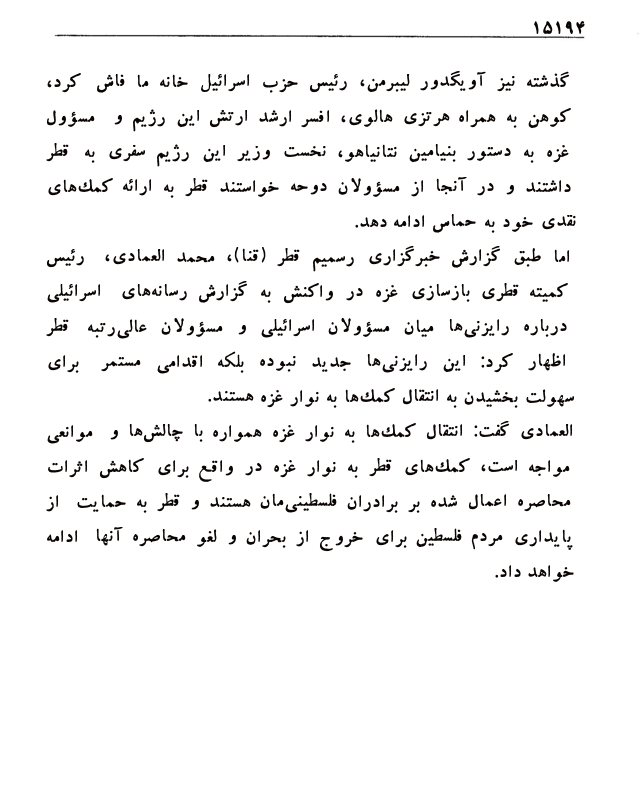 ۱۵۱۹۴
گذشته نیز آویگدور لیبرمن، رئیس حزب اسرائیل خانه ما فاش کرد،
کوهن به همراه هرتزی هالوی، افسر ارشد ارتش این رژیم و مسؤول
غزه به دستور بنیامین نتانیاهو، نخست وزیر این رژیم سفری به قطر
داشتند و در آنجا از مسؤولان دوحه خواستند قطر به ارائه کمك‌های
نقدی خود به حماس ادامه دهد.
اما طبق گزارش خبرگزاری رسمیم قطر (قنا)، محمد العمادی، رئیس
کمیته قطری بازسازی غزه در واکنش به گزارش رسانه‌های اسرائیلی
درباره رایزنی‌ها میان مسؤولان اسرائیلی و مسؤولان عالی‌رتبه قطر
اظهار کرد: این رایزنی‌ها جدید نبوده بلکه اقدامی مستمر برای
سهولت بخشیدن به انتقال کمك‌ها به نوار غزه هستند.
العمادی گفت: انتقال کمك‌ها به نوار غزه همواره با چالش‌ها و موانعی
مواجه است، کمك‌های قطر به نوار غزه در واقع برای کاهش اثرات
محاصره اعمال شده بر برادران فلسطینی‌مان هستند و قطر به حمایت از
پایداری مردم فلسطین برای خروج از بحران و لغو محاصره آنها ادامه
خواهد داد.